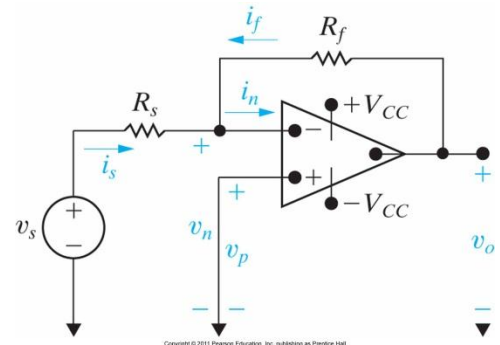 i_f
R_f
R_s
i_n
+V_CC
+
−
i_s
+
+
+
−V_CC
+
v_s
−
v_n
v_p
v_o
−
−
−
Copyright © 2011 Pearson Education, Inc. publishing as Prentice Hall